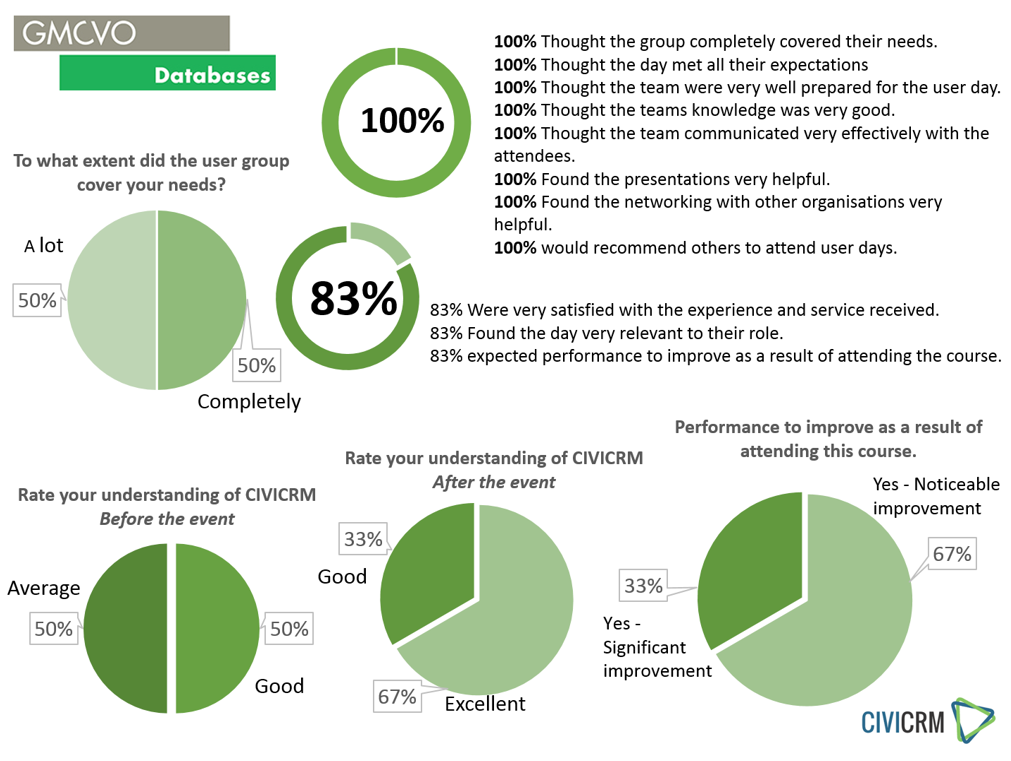 GMCVO
Databases
100%
100% Thought the group completely covered their needs.
100% Thought the day met all their expectations
100% Thought the team were very well prepared for the user day.
100% Thought the teams knowledge was very good.
100% Thought the team communicated very effectively with the
attendees.
100% Found the presentations very helpful.
100% Found the networking with other organisations very
helpful.
100% would recommend others to attend user days.
To what extent did the user group
cover your needs?
A lot
50%
50%
Completely
83%
83% Were very satisfied with the experience and service received.
83% Found the day very relevant to their role.
83% expected performance to improve as a result of attending the course.
Rate your understanding of CIVICRM
Before the event
Average
50%
50%
Good
Rate your understanding of CIVICRM
After the event
33%
Good
67%
Excellent
Performance to improve as a result of
attending this course.
Yes - Noticeable
improvement
67%
33%
Yes -
Significant
improvement
CIVICRM